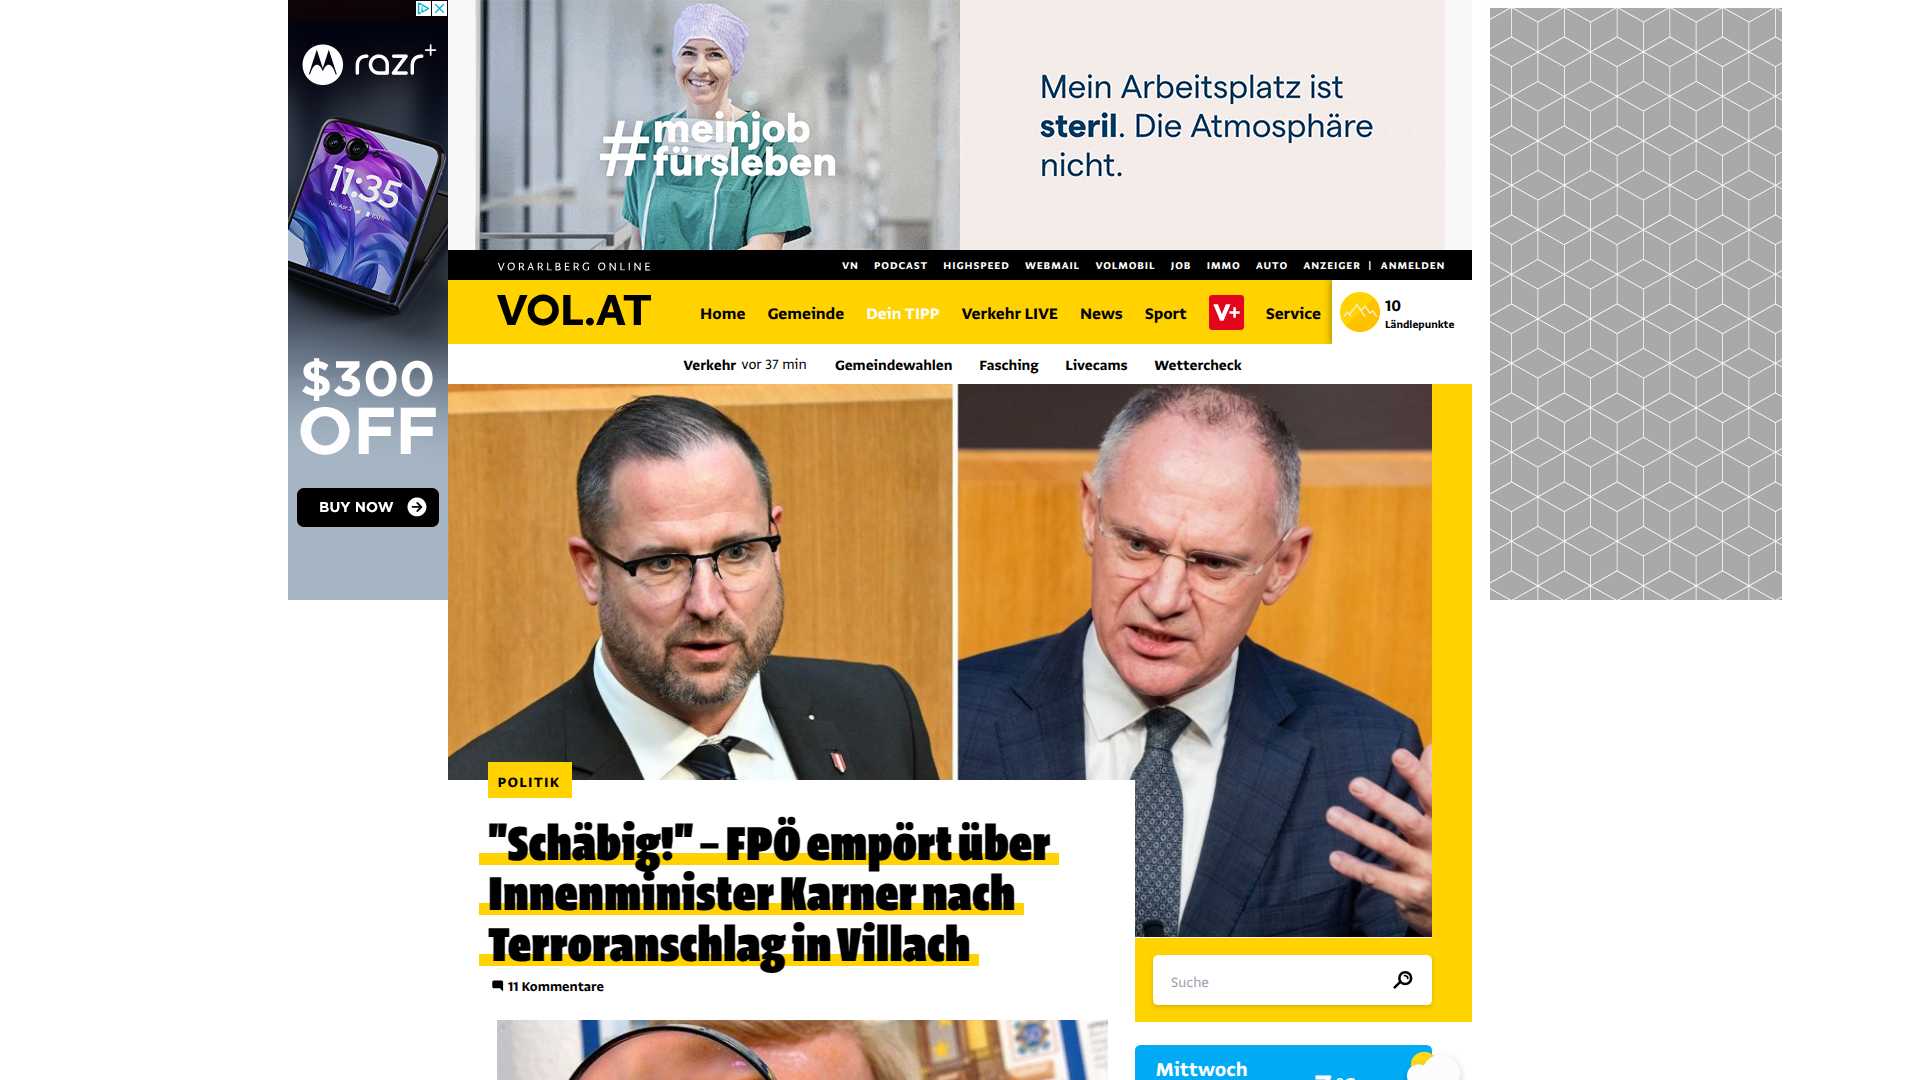 razr+
11:35
$300
OFF
BUY NOW
#meinjob
fürsleben
Mein Arbeitsplatz ist
steril. Die Atmosphäre
nicht.
VORARLBERG ONLINE
VN PODCAST HIGHSPEED WEBMAIL VOLMOBIL JOB IMMO AUTO ANZEIGER | ANMELDEN
VOL.AT
Home Gemeinde Dein TIPP Verkehr LIVE News Sport V+ Service
10
Ländlepunkte
Verkehr vor 37 min Gemeindewahlen Fasching Livecams Wettercheck
POLITIK
"Schäbig!" – FPÖ empört über
Innenminister Karner nach
Terroranschlag in Villach
11 Kommentare
Suche
Mittwoch